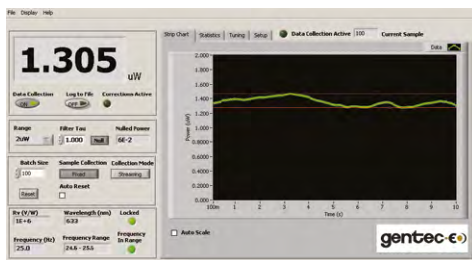 File Display Help
1.305 uW
Data Collection Log to File Corrections Active
ON OFF
Range Filter Tau Nulled Power
2uW 1.000 Null 6E-2
Batch Size Sample Collection Collection Mode
100 Fixed Streaming
Auto Reset
Reset
Rv (V/W) Wavelength (nm) Locked
1E+6 633
Frequency (Hz) Frequency Range Frequency In Range
25.0 24.6 - 25.5
Strip Chart Statistics Tuning Setup Data Collection Active 100 Current Sample
Data
2.000
1.800
1.600
1.400
1.200
1.000
0.8000
0.6000
0.4000
0.2000
0.000
Power (uW)
100m 1 2 3 4 5 6 7 8 9 10
Time (s)
Auto Scale
gentec-eo